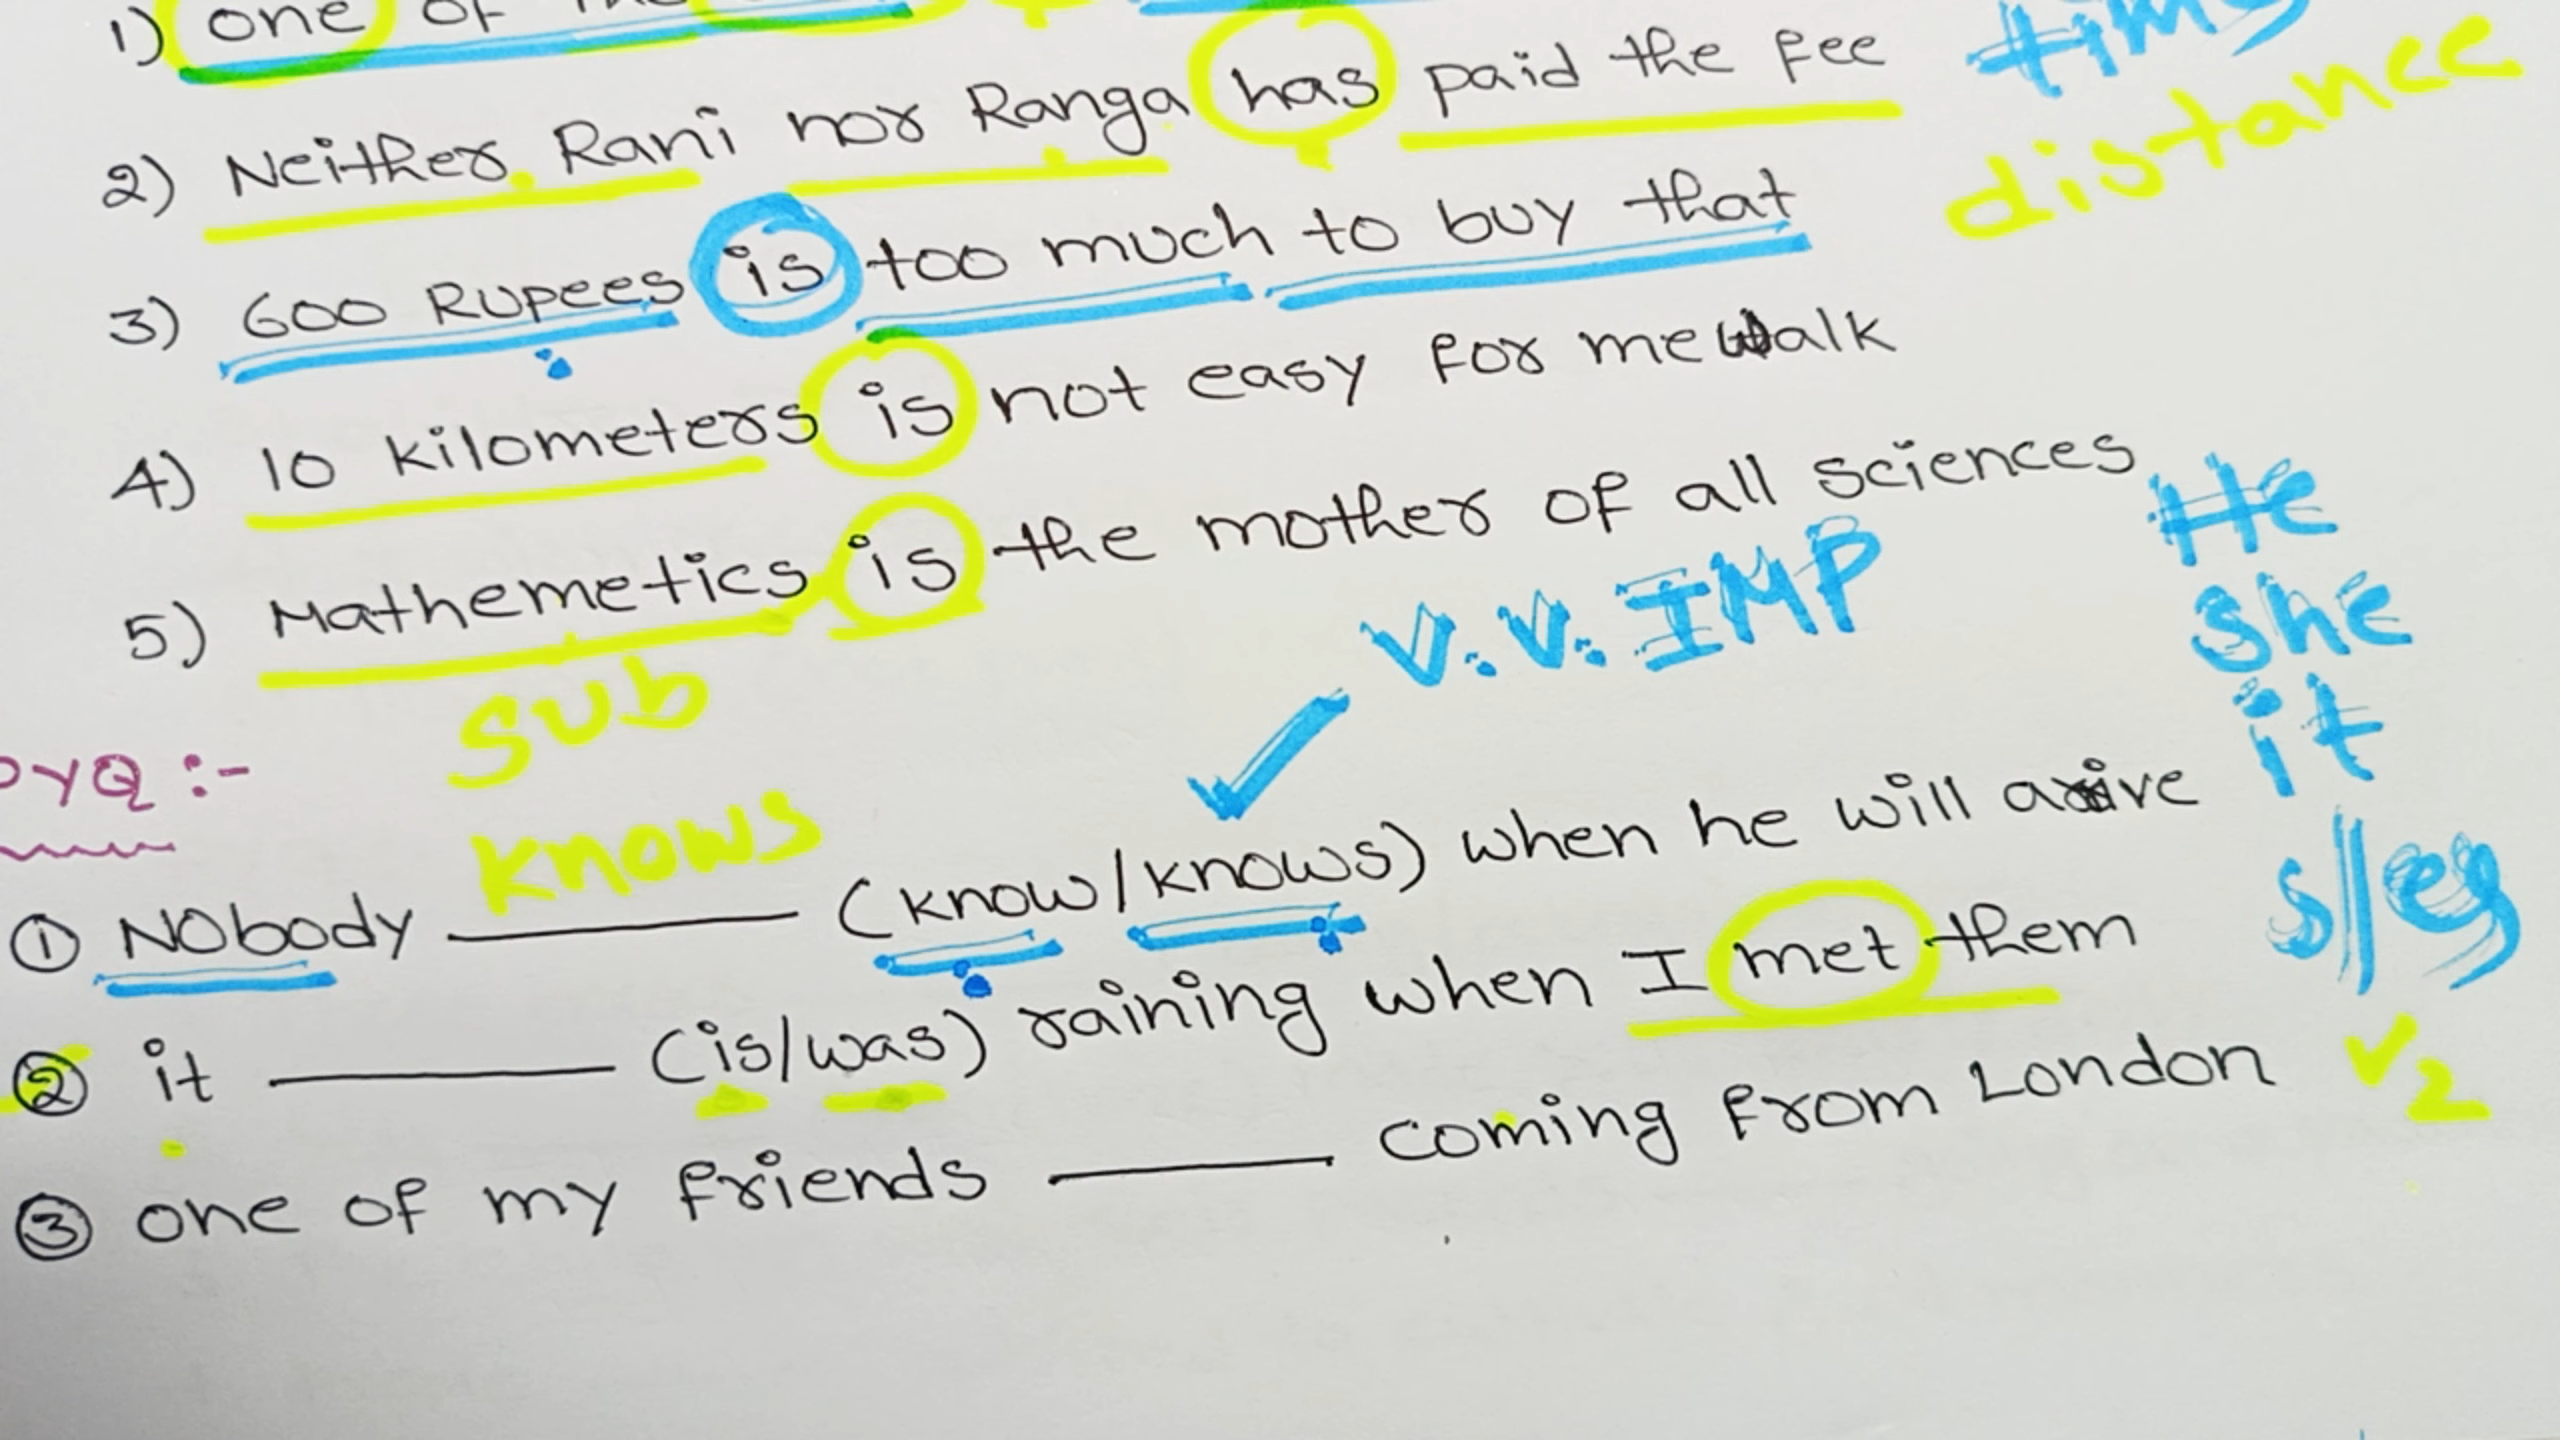 1) one of
2) Neither Rani nor Ranga has paid the fee
distance
3) 600 Rupees is too much to buy that
4) 10 kilometers is not easy for me walk
5) Mathemetics is the mother of all sciences
sub
V.V.IMP
He
she
it
s/es
PYQ :-
knows
① NObody ______ (know/knows) when he will arive
② it ______ (is/was) raining when I met them
V2
③ one of my friends ______ coming from London